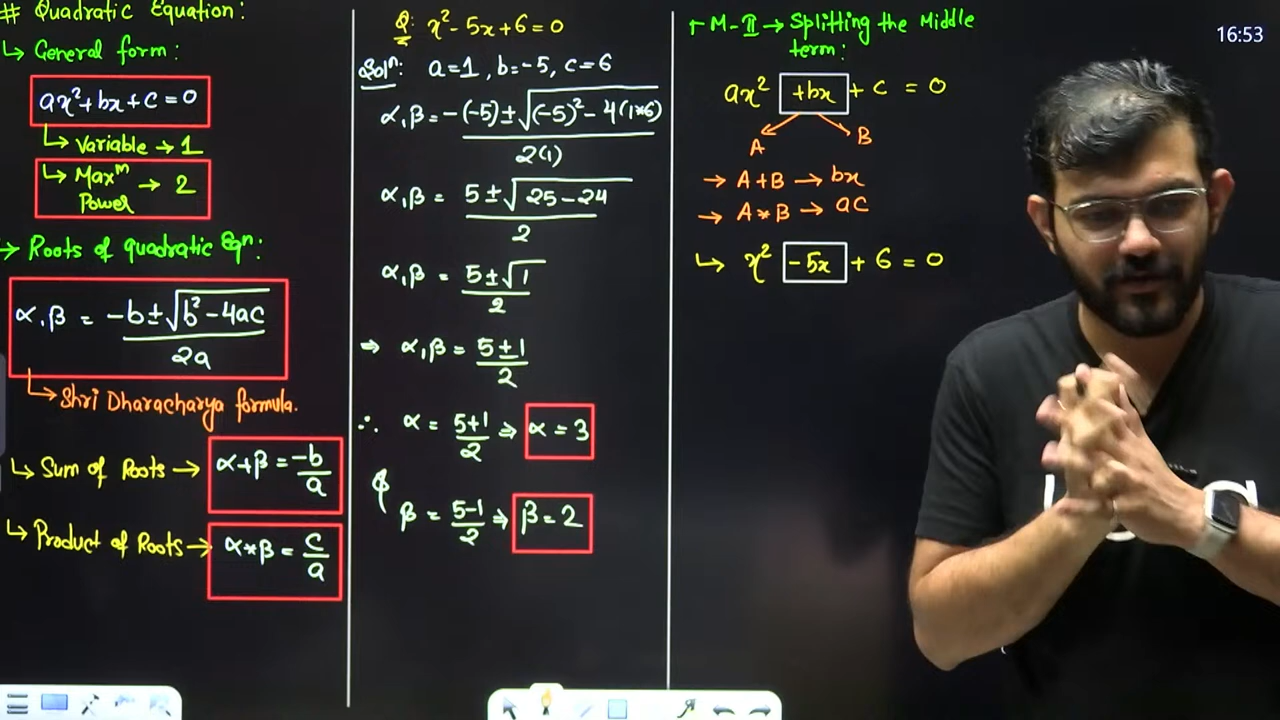 # Quadratic Equation:
↳ General form:
ax²+bx+c=0
↳ Variable → 1
↳ Maxᵐ → 2
Power
→ Roots of quadratic Eqⁿ:
α,β = -b±√b²-4ac
2a
↳ Shri Dharacharya formula.
↳ Sum of Roots → α+β = -b
a
↳ Product of Roots → α*β = c
a
Q: x²-5x+6=0
Solⁿ: a=1, b=-5, c=6
α,β = -(-5)±√(-5)²-4(1*6)
2(1)
α,β = 5±√25-24
2
α,β = 5±√1
2
⇒ α,β = 5±1
2
∴ α = 5+1 ⇒ α=3
2
β = 5-1 ⇒ β=2
2
M-II → Splitting the Middle
term:
ax² +bx + c = 0
A B
→ A+B → bx
→ A*B → ac
↳ x² -5x + 6 = 0
16:53